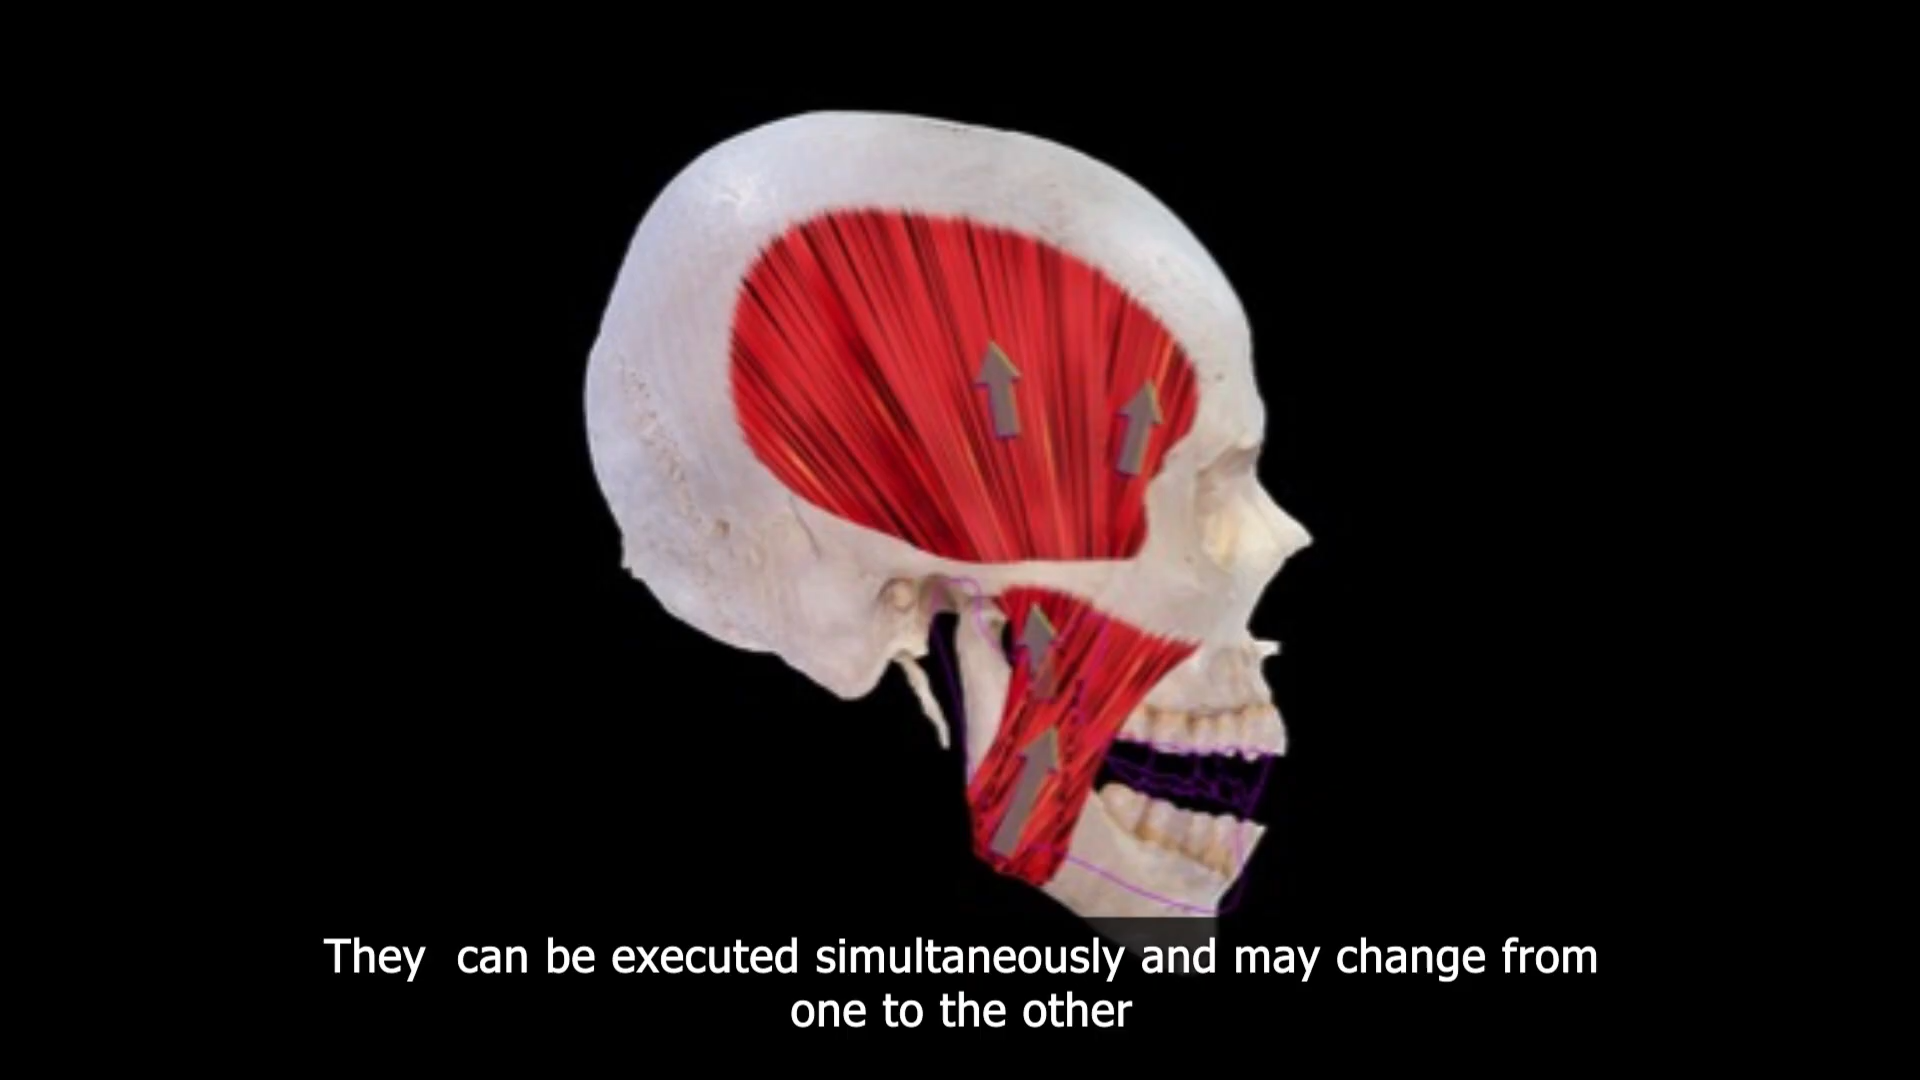 They  can be executed simultaneously and may change from
one to the other